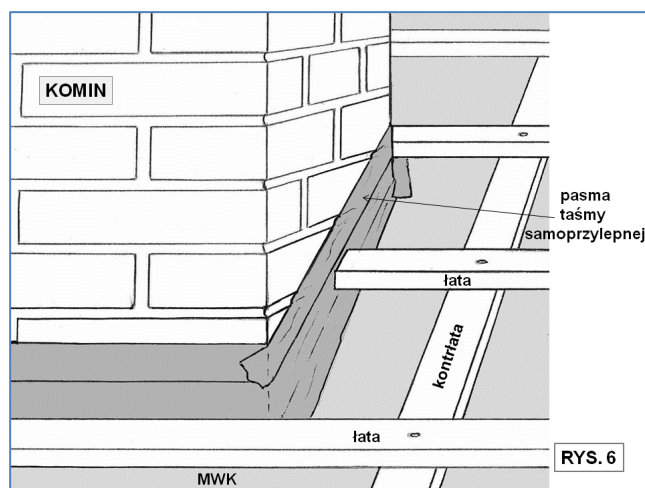 KOMIN
pasma
taśmy
samoprzylepnej
łata
kontrłata
łata
RYS. 6
MWK